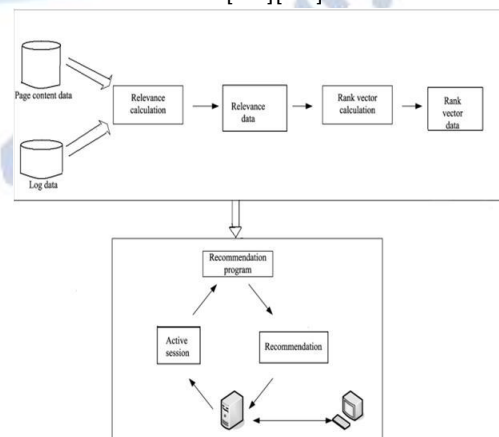 Page content data
Log data
Relevance
calculation
Relevance
data
Rank vector
calculation
Rank
vector
data
Recommendation
program
Active
session
Recommendation